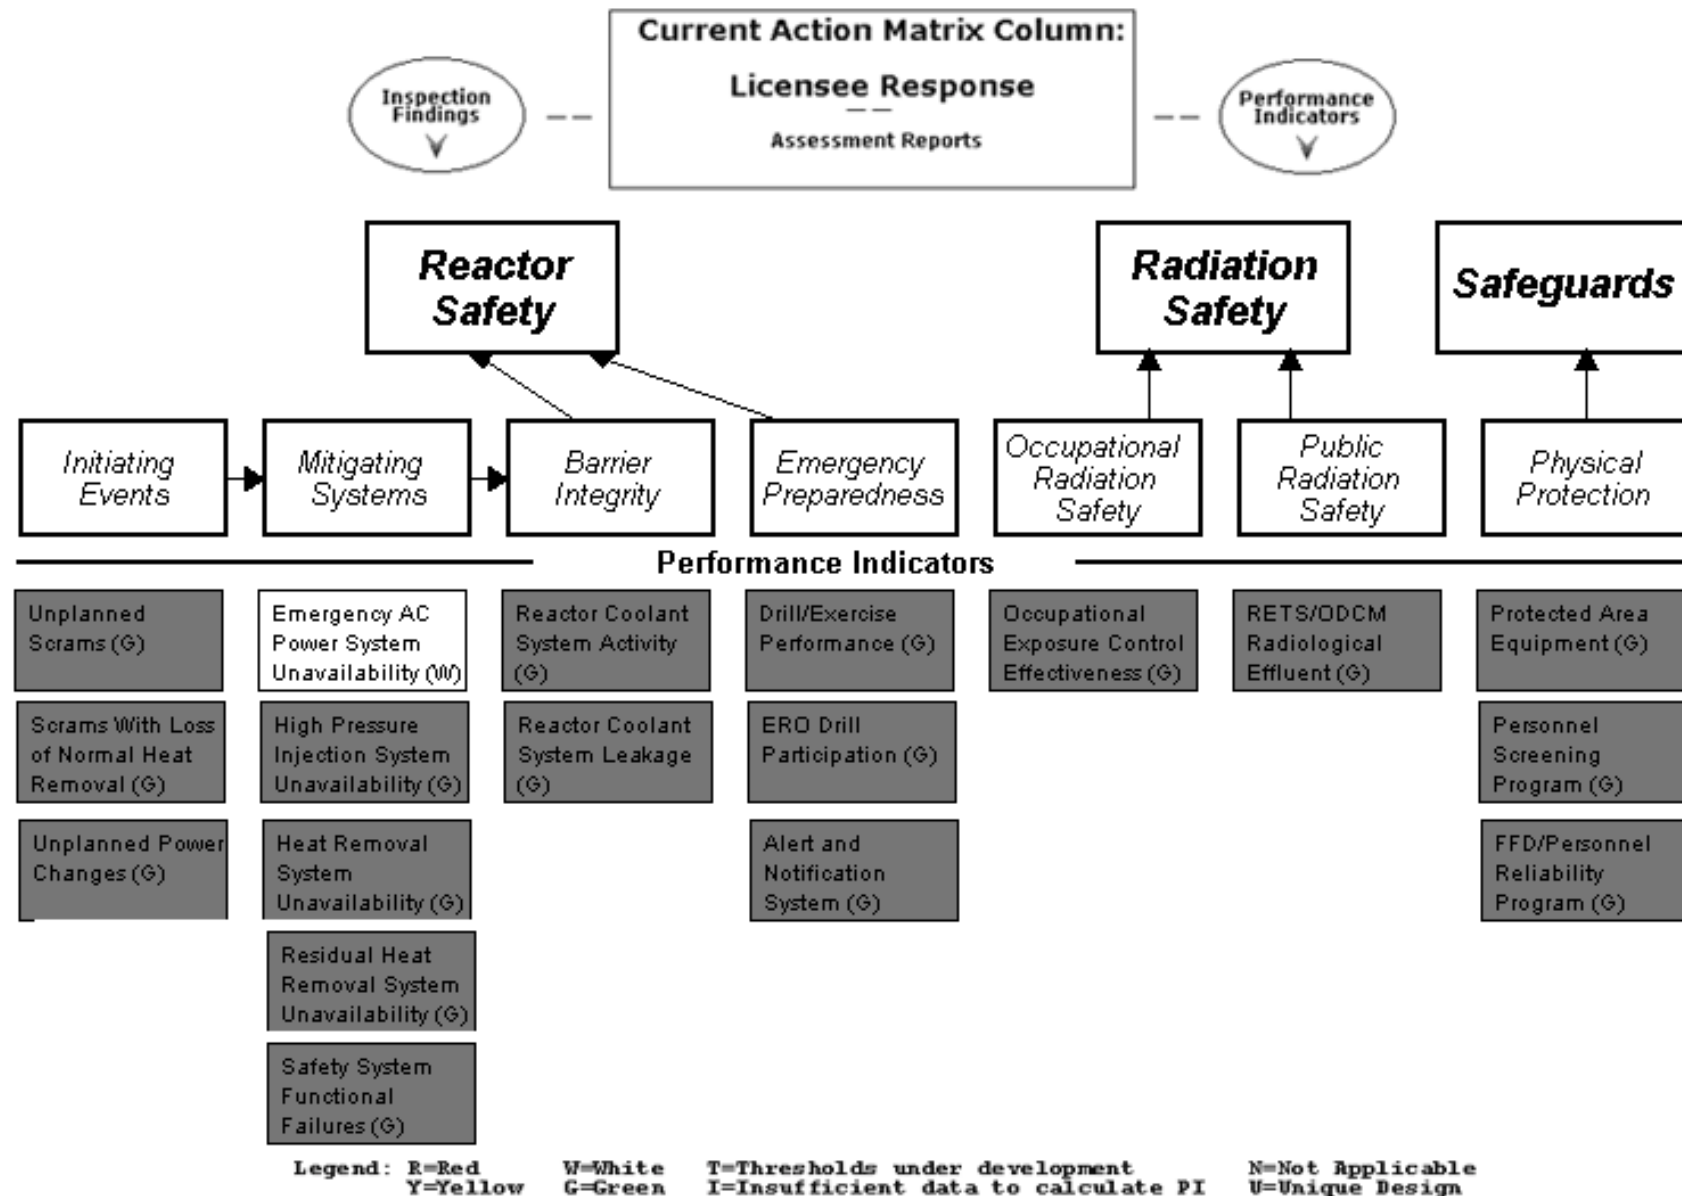 Current Action Matrix Column:
Licensee Response
Assessment Reports
Inspection
Findings
Performance
Indicators
Reactor
Safety
Radiation
Safety
Safeguards
Initiating
Events
Mitigating
Systems
Barrier
Integrity
Emergency
Preparedness
Occupational
Radiation
Safety
Public
Radiation
Safety
Physical
Protection
Performance Indicators
Unplanned
Scrams (G)
Scrams With Loss
of Normal Heat
Removal (G)
Unplanned Power
Changes (G)
Emergency AC
Power System
Unavailability (W)
High Pressure
Injection System
Unavailability (G)
Heat Removal
System
Unavailability (G)
Residual Heat
Removal System
Unavailability (G)
Safety System
Functional
Failures (G)
Reactor Coolant
System Activity
(G)
Reactor Coolant
System Leakage
(G)
Drill/Exercise
Performance (G)
ERO Drill
Participation (G)
Alert and
Notification
System (G)
Occupational
Exposure Control
Effectiveness (G)
RETS/ODCM
Radiological
Effluent (G)
Protected Area
Equipment (G)
Personnel
Screening
Program (G)
FFD/Personnel
Reliability
Program (G)
Legend: R=Red W=White T=Thresholds under development N=Not Applicable
Y=Yellow G=Green I=Insufficient data to calculate PI U=Unique Design